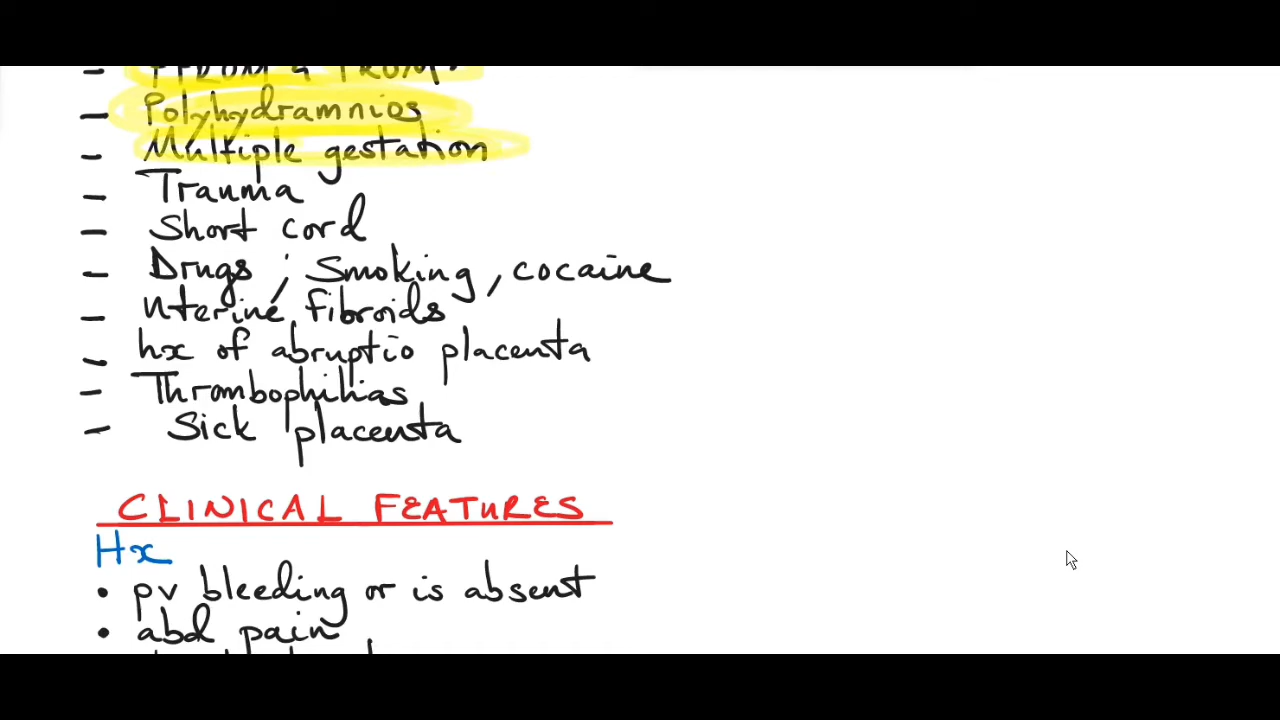 - Polyhydramnios
- Multiple gestation
- Trauma
- Short cord
- Drugs ; Smoking, cocaine
- Uterine fibroids
- hx of abruptio placenta
- Thrombophilias
- Sick placenta
CLINICAL FEATURES
Hx
• pv bleeding or is absent
• abd pain